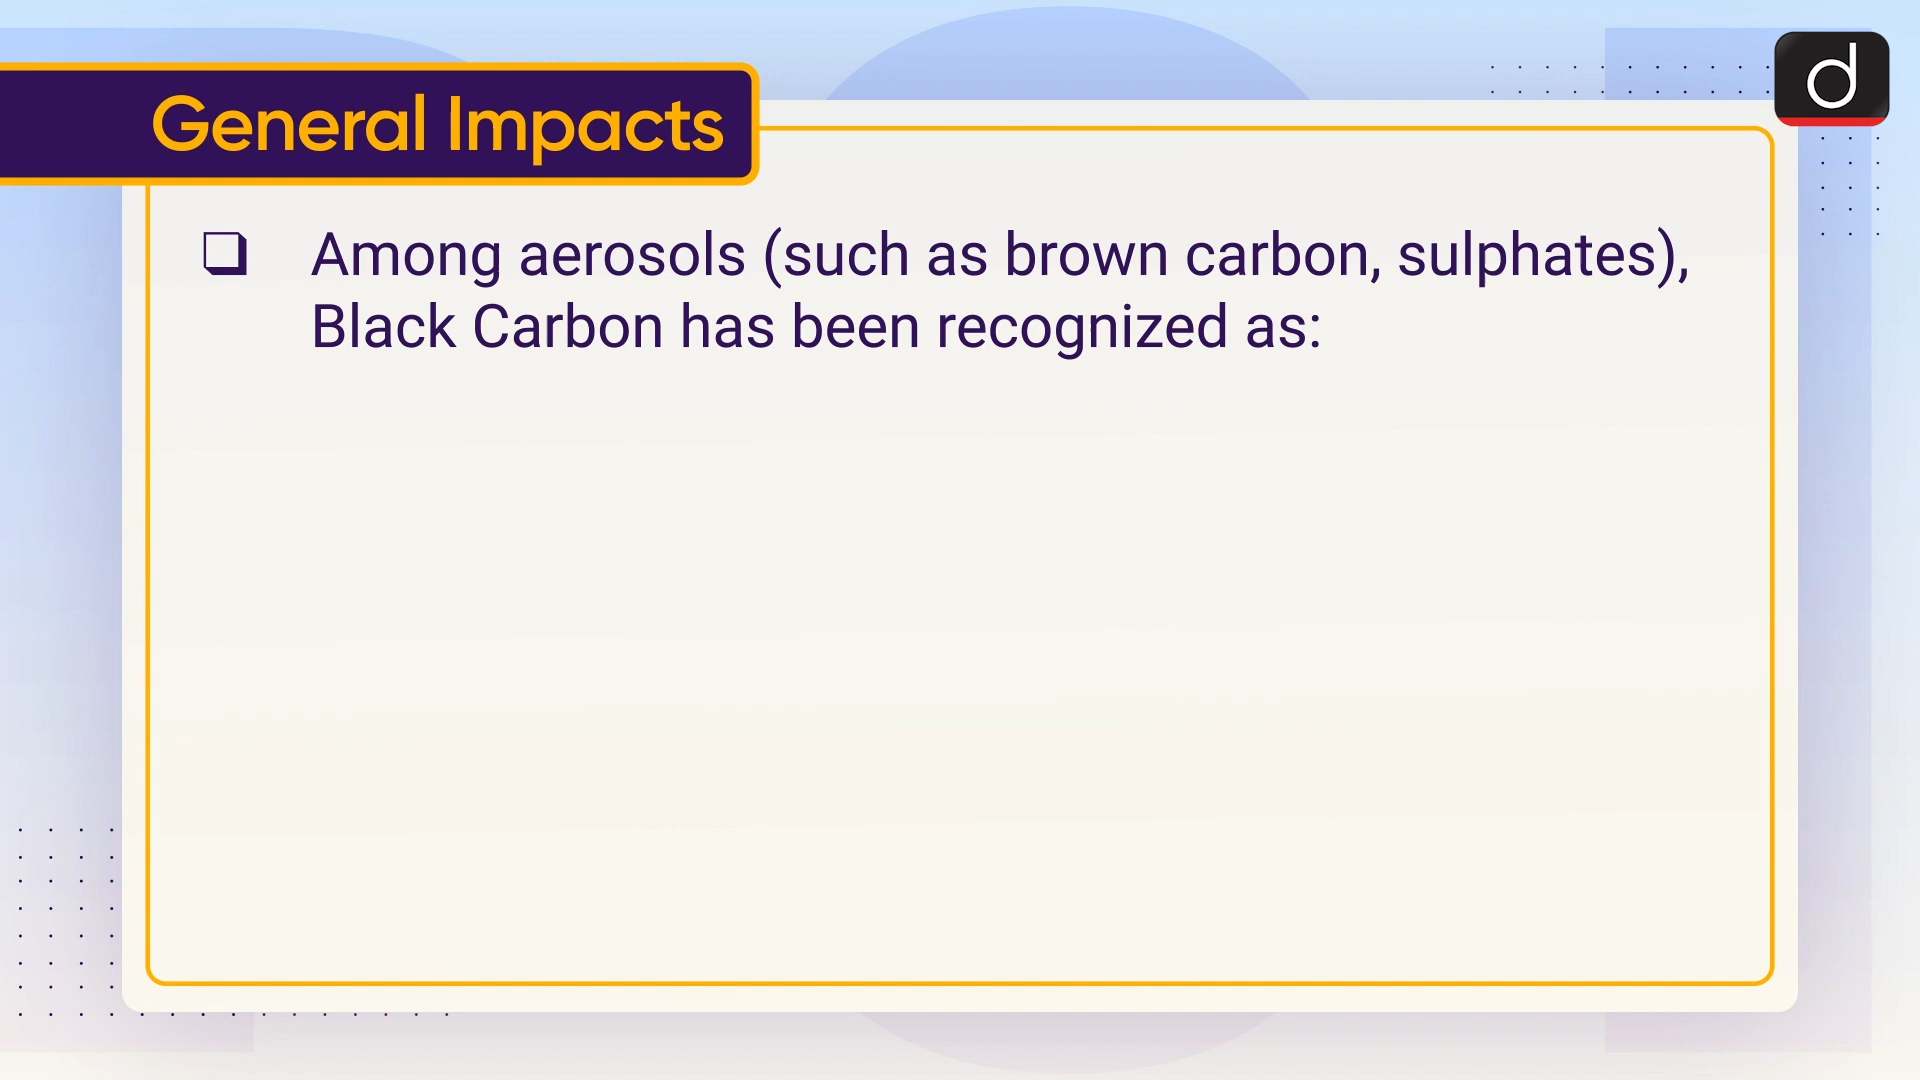 General Impacts
❑ Among aerosols (such as brown carbon, sulphates),
Black Carbon has been recognized as:
d